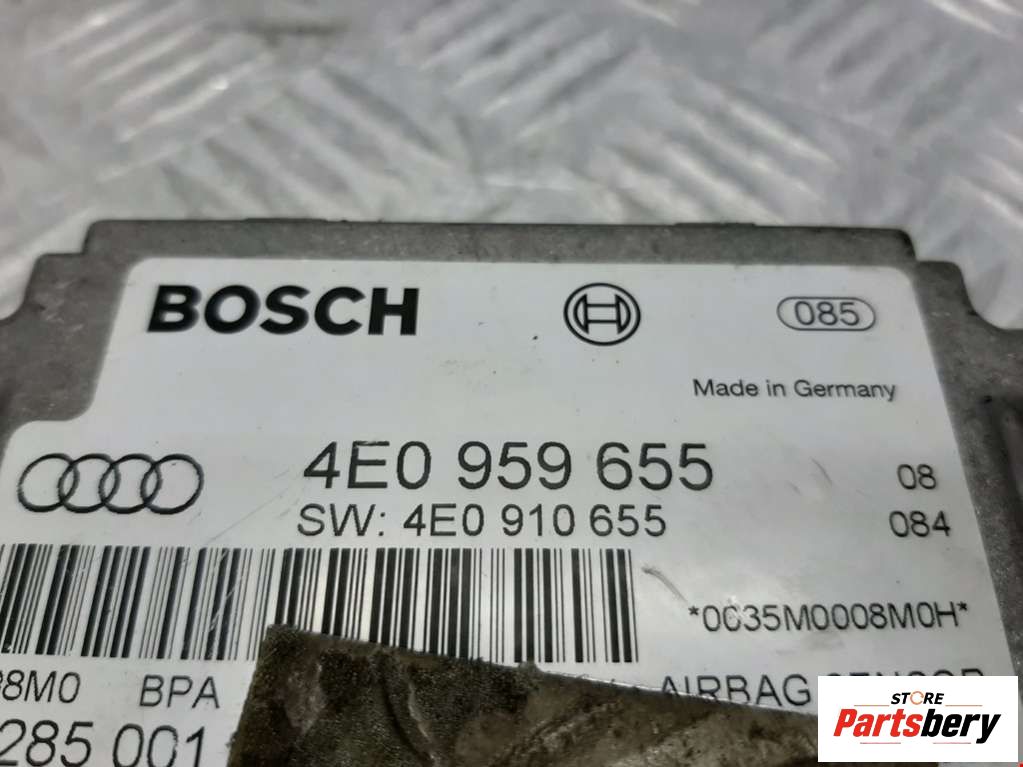 BOSCH 085
Made in Germany
4E0 959 655 08
SW: 4E0 910 655 084
*0035M0008M0H*
8M0 BPA AIRBAG
285 001
STORE
Partsbery